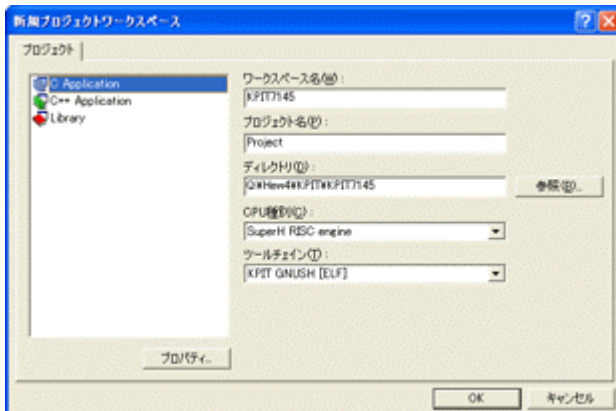 新規プロジェクトワークスペース
プロジェクト
C Application
C++ Application
Library
プロパティ...
ワークスペース名(W):
KPIT7145
プロジェクト名(P):
Project
ディレクトリ(D):
Q:¥Hew4¥KPIT¥KPIT7145
参照(B)...
CPU種別(C):
SuperH RISC engine
ツールチェイン(T):
KPIT GNUSH [ELF]
OK
キャンセル